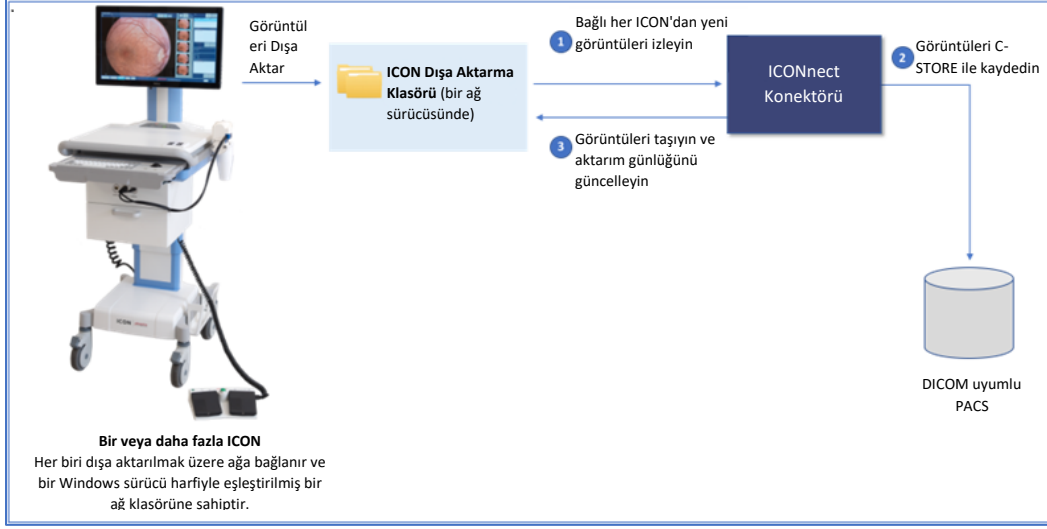 Görüntül
eri Dışa
Aktar
ICON Dışa Aktarma
Klasörü (bir ağ
sürücüsünde)
1
Bağlı her ICON'dan yeni
görüntüleri izleyin
ICONnect
Konektörü
2
Görüntüleri C-
STORE ile kaydedin
3
Görüntüleri taşıyın ve
aktarım günlüğünü
güncelleyin
DICOM uyumlu
PACS
ICON
Bir veya daha fazla ICON
Her biri dışa aktarılmak üzere ağa bağlanır ve
bir Windows sürücü harfiyle eşleştirilmiş bir
ağ klasörüne sahiptir.